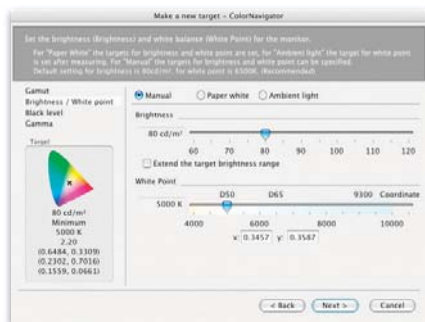 Make a new target – ColorNavigator
Set the brightness (Brightness) and white balance (White Point) for the monitor.
For "Paper White" the targets for brightness and white point are set, for "Ambient light" the target for white point
is set after measuring. For "Manual" the targets for brightness and white point can be specified.
Default setting for brightness is 80cd/m², for white point is 6500K. (Recommended)
Gamut
Brightness / White point
Black level
Gamma
Target
80 cd/m²
Minimum
5000 K
2.20
(0.6484, 0.3309)
(0.2302, 0.7016)
(0.1559, 0.0661)
Manual Paper white Ambient light
Brightness
80 cd/m²
60 70 80 90 100 110 120
Extend the target brightness range
White Point
D50 D65 9300 Coordinate
5000 K
4000 6000 8000 10000
x: 0.3457 y: 0.3587
< Back Next > Cancel